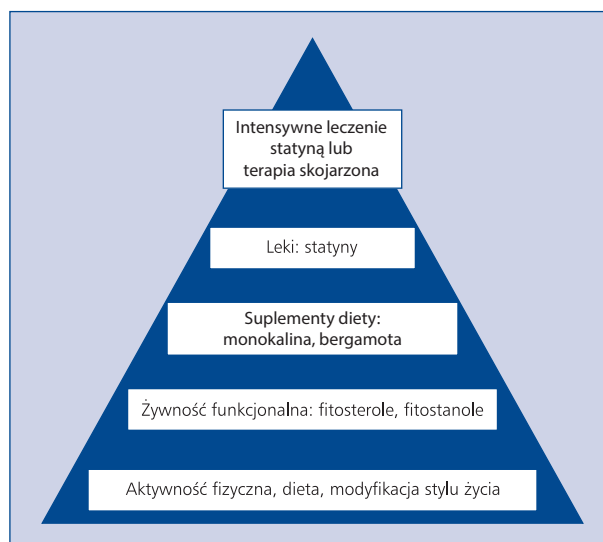 Intensywne leczenie
statyną lub
terapia skojarzona
Leki: statyny
Suplementy diety:
monokalina, bergamota
Żywność funkcjonalna: fitosterole, fitostanole
Aktywność fizyczna, dieta, modyfikacja stylu życia